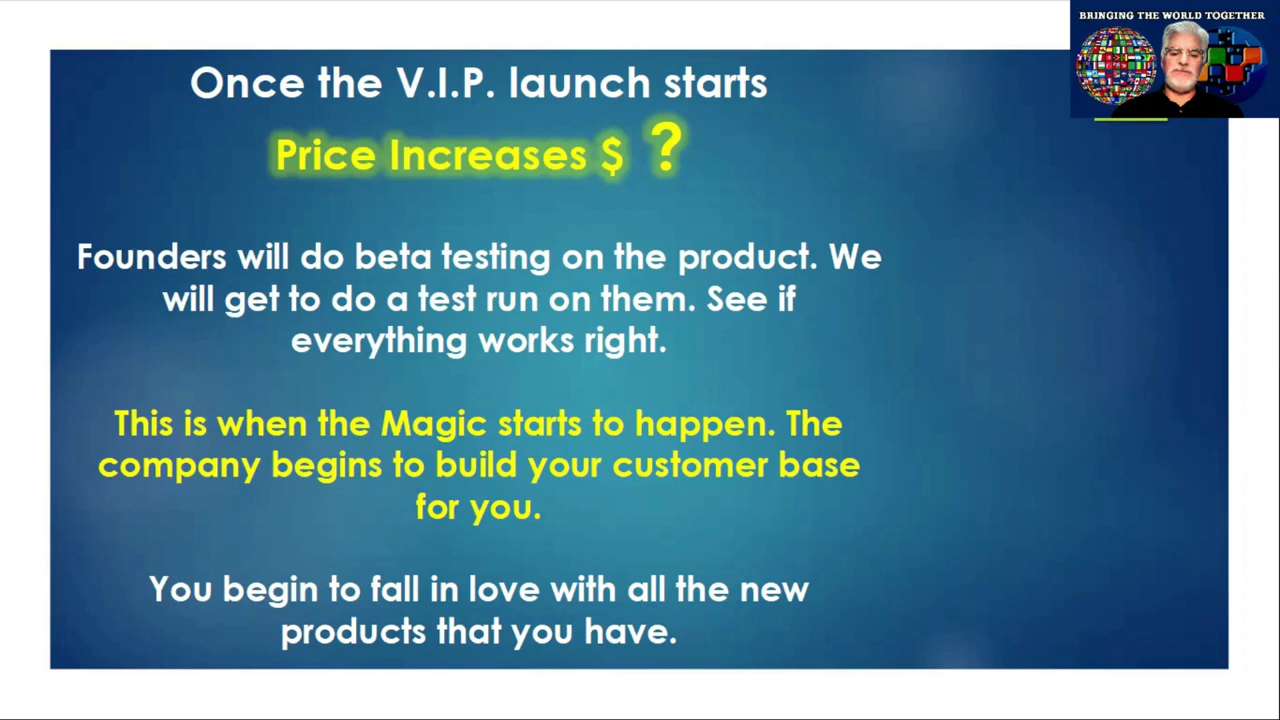 BRINGING THE WORLD TOGETHER
Once the V.I.P. launch starts
Price Increases $ ?
Founders will do beta testing on the product. We
will get to do a test run on them. See if
everything works right.
This is when the Magic starts to happen. The
company begins to build your customer base
for you.
You begin to fall in love with all the new
products that you have.